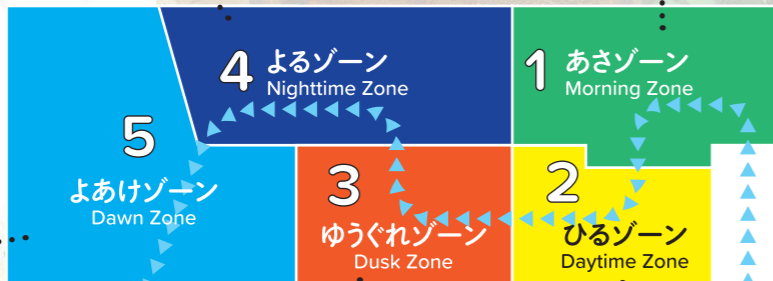 1
あさゾーン
Morning Zone
2
ひるゾーン
Daytime Zone
3
ゆうぐれゾーン
Dusk Zone
4
よるゾーン
Nighttime Zone
5
よあけゾーン
Dawn Zone